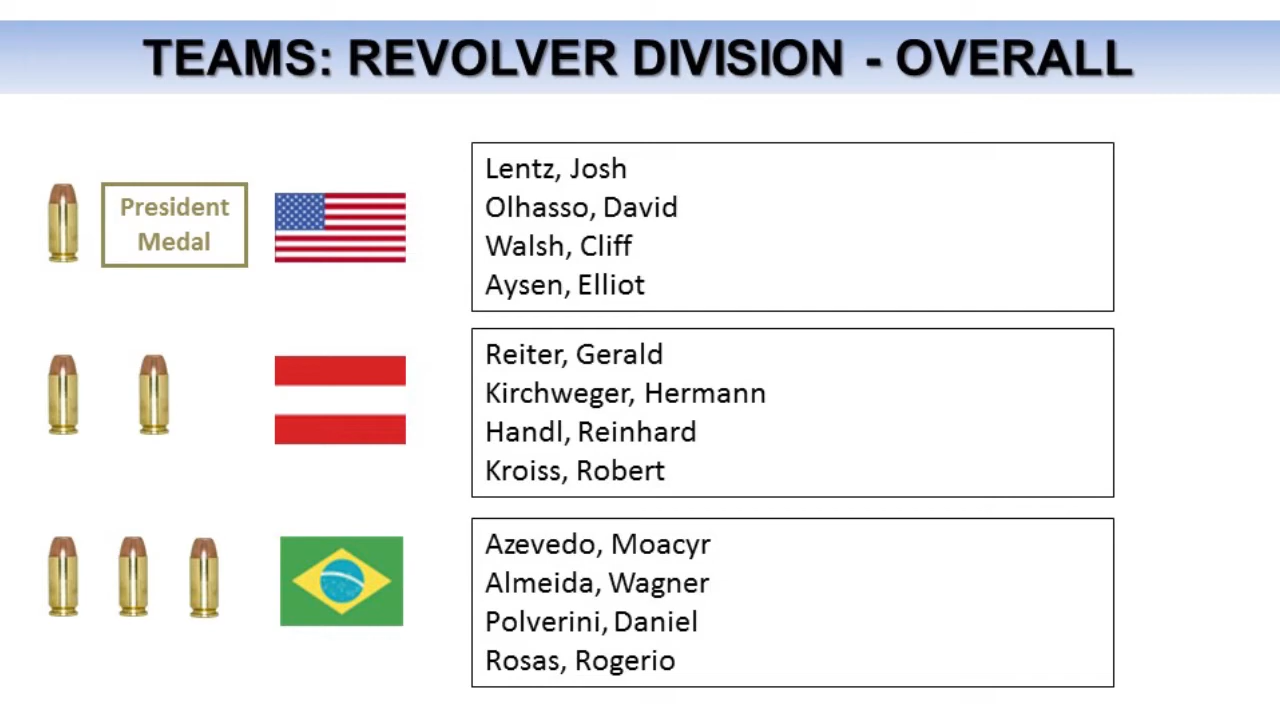 TEAMS: REVOLVER DIVISION - OVERALL
President
Medal
Lentz, Josh
Olhasso, David
Walsh, Cliff
Aysen, Elliot
Reiter, Gerald
Kirchweger, Hermann
Handl, Reinhard
Kroiss, Robert
Azevedo, Moacyr
Almeida, Wagner
Polverini, Daniel
Rosas, Rogerio